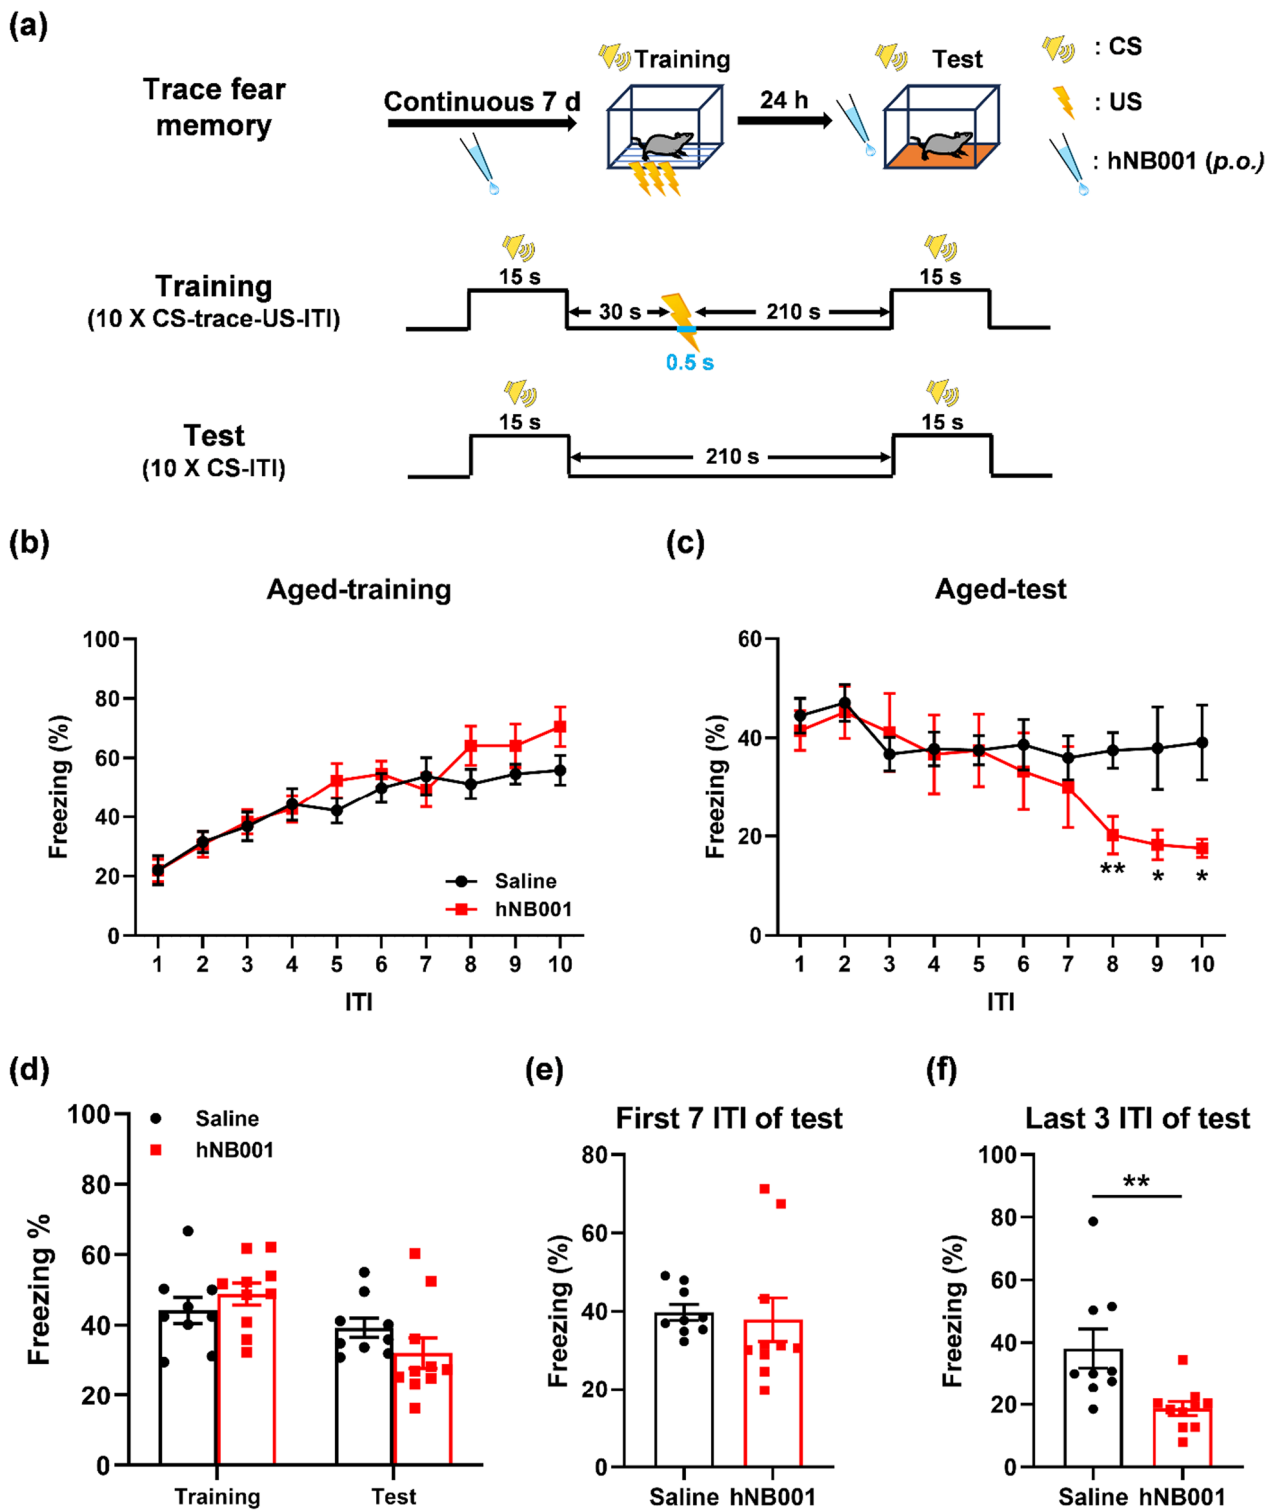 (a)
Trace fear
memory
Continuous 7 d
Training
24 h
Test
: CS
: US
: hNB001 (p.o.)
Training
(10 X CS-trace-US-ITI)
15 s
30 s
210 s
15 s
0.5 s
Test
(10 X CS-ITI)
15 s
210 s
15 s
(b)
Aged-training
Freezing (%)
100
80
60
40
20
0
Saline
hNB001
1 2 3 4 5 6 7 8 9 10
ITI
(c)
Aged-test
Freezing (%)
60
40
20
0
** * *
1 2 3 4 5 6 7 8 9 10
ITI
(d)
Freezing %
100
80
60
40
20
0
Saline
hNB001
Training Test
(e)
First 7 ITI of test
Freezing (%)
80
60
40
20
0
Saline hNB001
(f)
Last 3 ITI of test
Freezing (%)
100
80
60
40
20
0
**
Saline hNB001